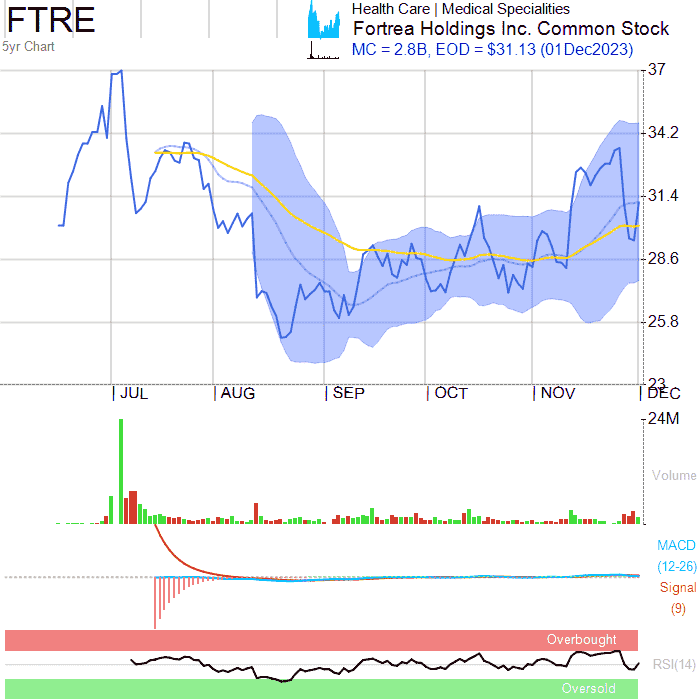 FTRE
5yr Chart
Health Care | Medical Specialities
Fortrea Holdings Inc. Common Stock
MC = 2.8B, EOD = $31.13 (01Dec2023)
37
34.2
31.4
28.6
25.8
23
JUL AUG SEP OCT NOV DEC
24M
Volume
MACD
(12-26)
Signal
(9)
Overbought
RSI(14)
Oversold